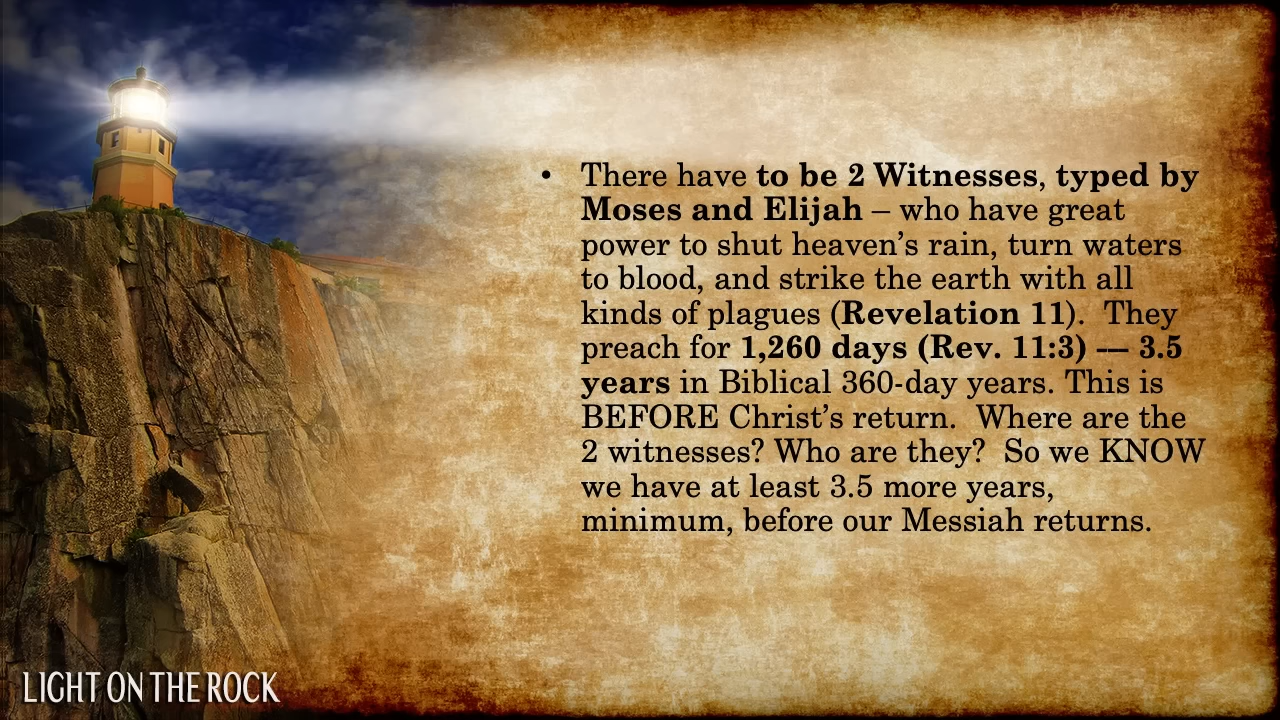 • There have to be 2 Witnesses, typed by
Moses and Elijah – who have great
power to shut heaven’s rain, turn waters
to blood, and strike the earth with all
kinds of plagues (Revelation 11).  They
preach for 1,260 days (Rev. 11:3) -– 3.5
years in Biblical 360-day years. This is
BEFORE Christ’s return.  Where are the
2 witnesses? Who are they?  So we KNOW
we have at least 3.5 more years,
minimum, before our Messiah returns.
LIGHT ON THE ROCK